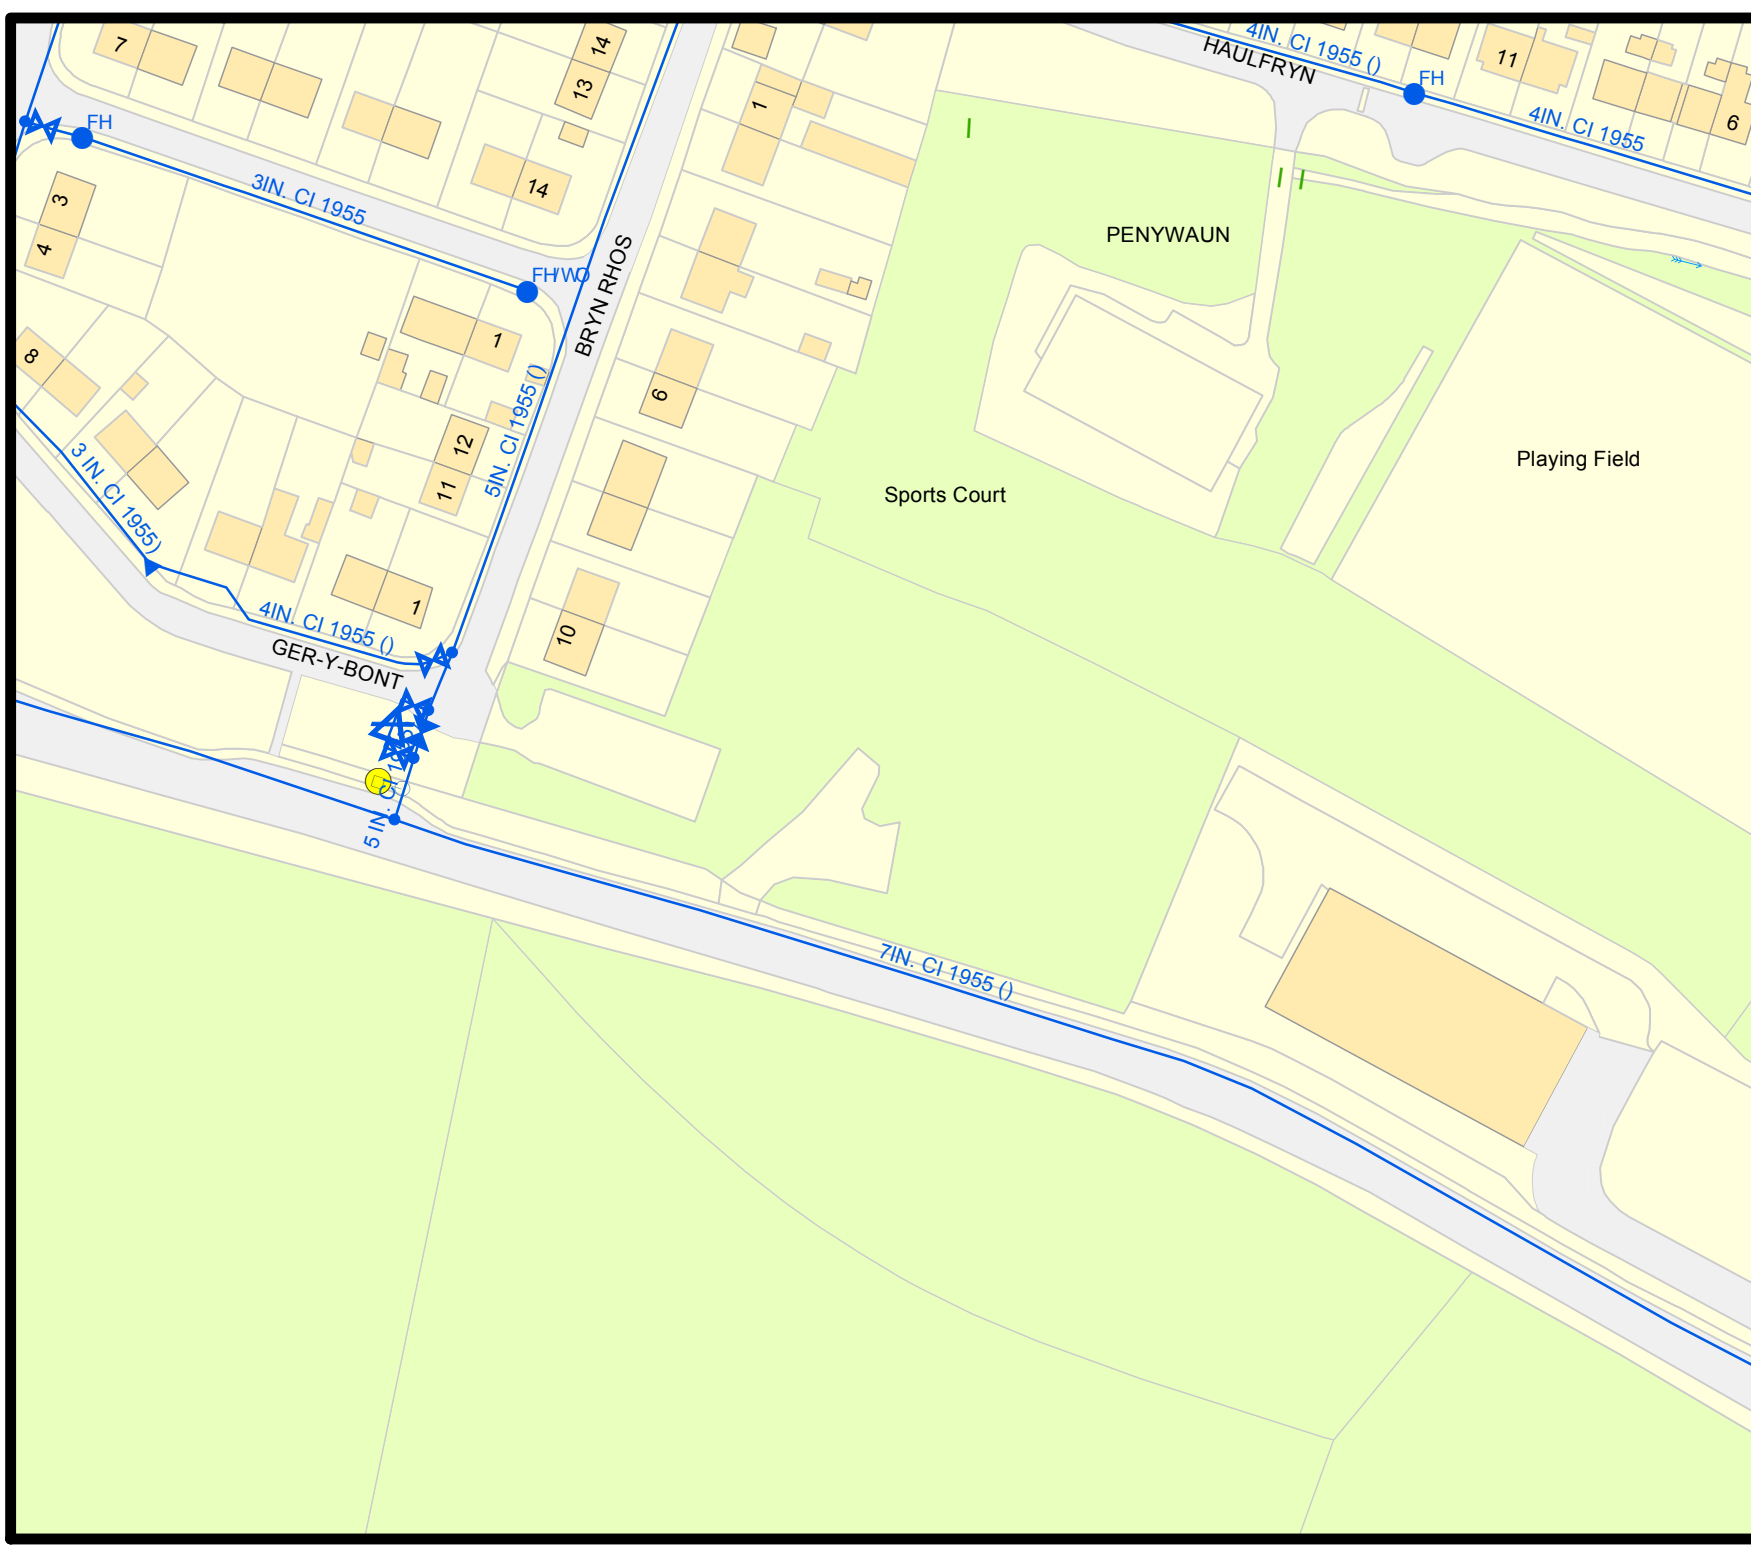 4IN. CI 1955 ()
HAULFRYN
7
14
11
FH
13
1
6
4IN. CI 1955
FH
3IN. CI 1955
14
3
4
PENYWAUN
BRYN RHOS
FH/WO
1
8
6
5IN. CI 1955 ()
12
11
Playing Field
Sports Court
3 IN. CI 1955)
1
4IN. CI 1955 ()
10
GER-Y-BONT
5 IN. CI
7IN. CI 1955 ()